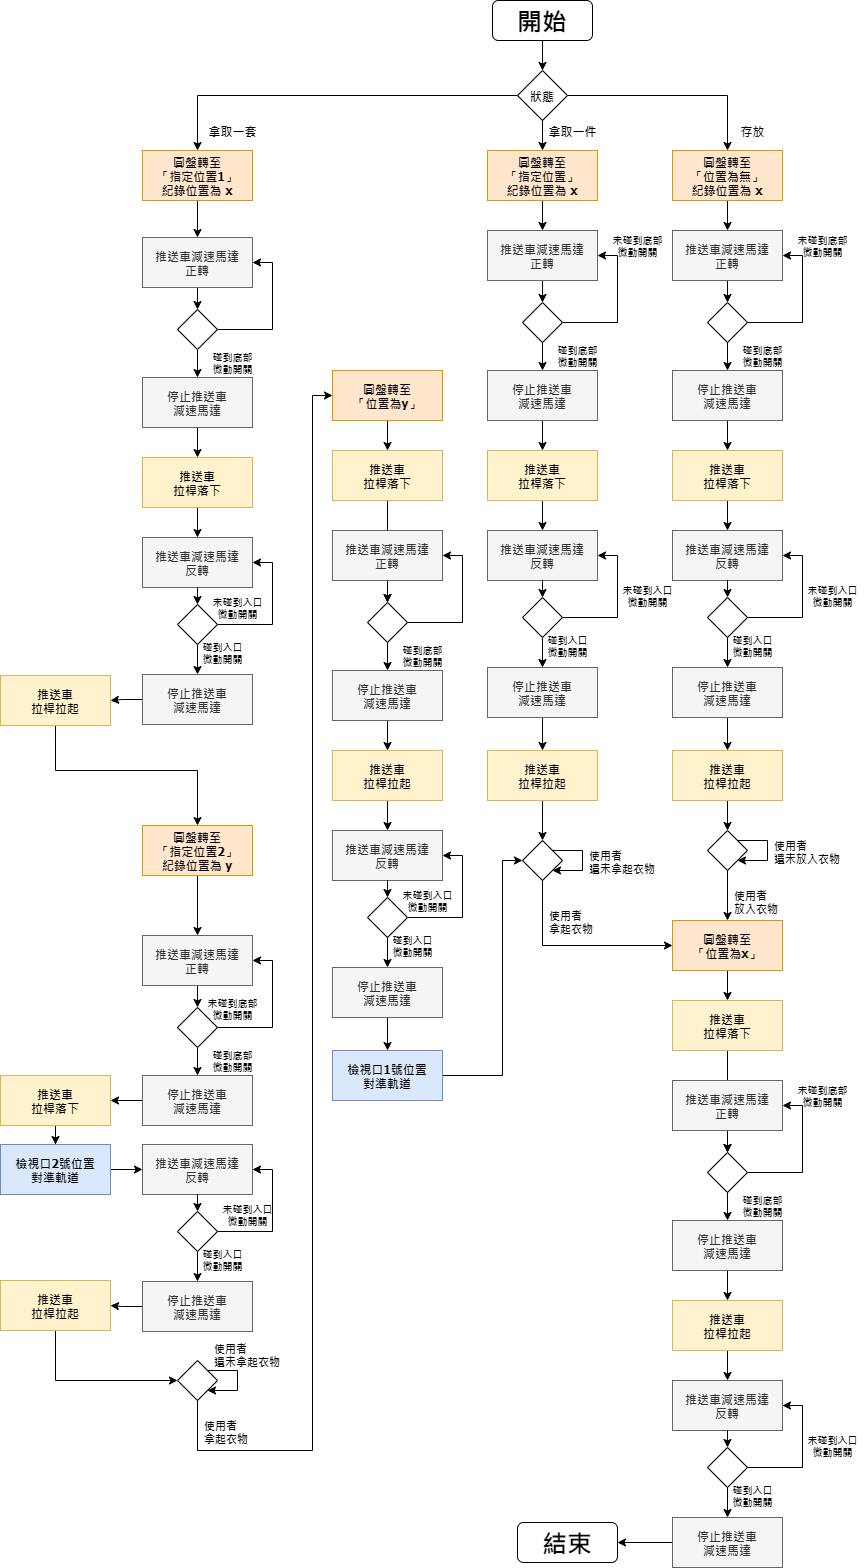 開始
狀態
拿取一套
圓盤轉至
「指定位置1」
紀錄位置為 x
推送車減速馬達
正轉
碰到底部
微動開關
停止推送車
減速馬達
推送車
拉桿落下
推送車減速馬達
反轉
未碰到入口
微動開關
碰到入口
微動開關
停止推送車
減速馬達
推送車
拉桿拉起
圓盤轉至
「指定位置2」
紀錄位置為 y
推送車減速馬達
正轉
未碰到底部
微動開關
碰到底部
微動開關
停止推送車
減速馬達
推送車
拉桿落下
檢視口2號位置
對準軌道
推送車減速馬達
反轉
未碰到入口
微動開關
碰到入口
微動開關
停止推送車
減速馬達
推送車
拉桿拉起
使用者
還未拿起衣物
使用者
拿起衣物
圓盤轉至
「位置為y」
推送車
拉桿落下
推送車減速馬達
正轉
碰到底部
微動開關
停止推送車
減速馬達
推送車
拉桿拉起
推送車減速馬達
反轉
未碰到入口
微動開關
碰到入口
微動開關
停止推送車
減速馬達
檢視口1號位置
對準軌道
拿取一件
圓盤轉至
「指定位置」
紀錄位置為 x
推送車減速馬達
正轉
未碰到底部
微動開關
碰到底部
微動開關
停止推送車
減速馬達
推送車
拉桿落下
推送車減速馬達
反轉
未碰到入口
微動開關
碰到入口
微動開關
停止推送車
減速馬達
推送車
拉桿拉起
使用者
還未拿起衣物
使用者
拿起衣物
存放
圓盤轉至
「位置為無」
紀錄位置為 x
推送車減速馬達
正轉
未碰到底部
微動開關
碰到底部
微動開關
停止推送車
減速馬達
推送車
拉桿落下
推送車減速馬達
反轉
未碰到入口
微動開關
碰到入口
微動開關
停止推送車
減速馬達
推送車
拉桿拉起
使用者
還未放入衣物
使用者
放入衣物
圓盤轉至
「位置為x」
推送車
拉桿落下
推送車減速馬達
正轉
未碰到底部
微動開關
碰到底部
微動開關
停止推送車
減速馬達
推送車
拉桿拉起
推送車減速馬達
反轉
未碰到入口
微動開關
碰到入口
微動開關
停止推送車
減速馬達
結束